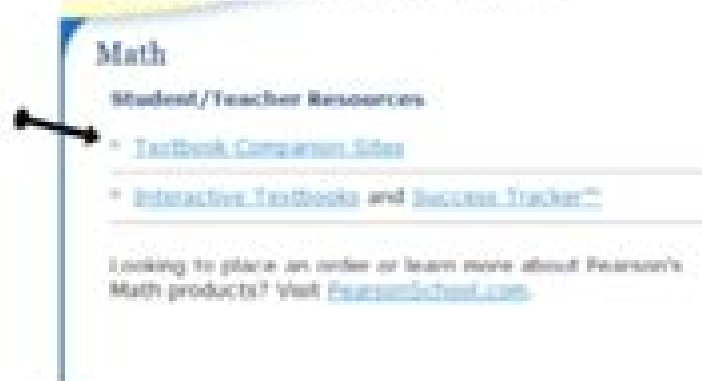 Math
Student/Teacher Resources
Textbook Companion Sites
Interactive Textbooks and Success Tracker™
Looking to place an order or learn more about Pearson's
Math products? Visit PearsonSchool.com.